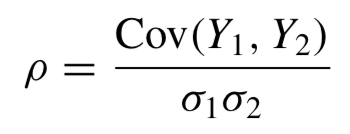 ρ = Cov(Y₁, Y₂) / σ₁σ₂